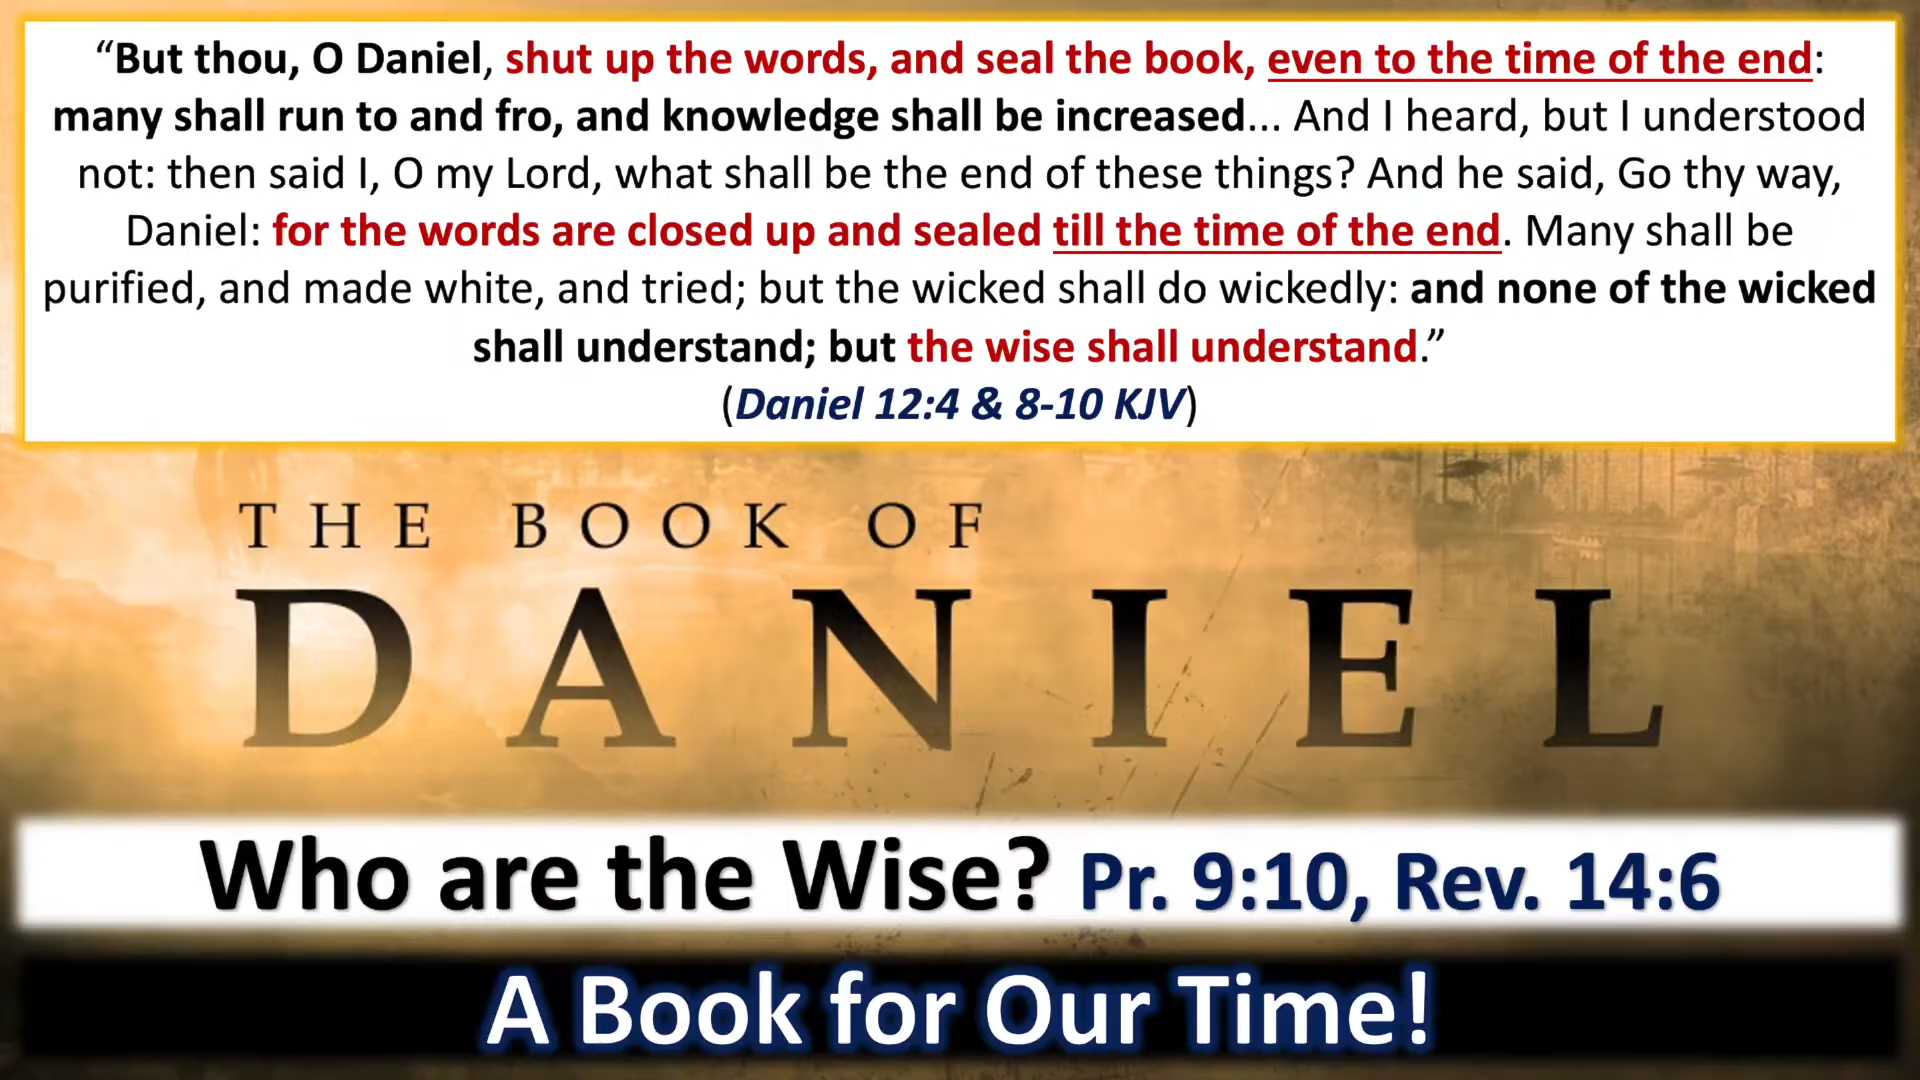 “But thou, O Daniel, shut up the words, and seal the book, even to the time of the end:
many shall run to and fro, and knowledge shall be increased... And I heard, but I understood
not: then said I, O my Lord, what shall be the end of these things? And he said, Go thy way,
Daniel: for the words are closed up and sealed till the time of the end. Many shall be
purified, and made white, and tried; but the wicked shall do wickedly: and none of the wicked
shall understand; but the wise shall understand.”
(Daniel 12:4 & 8-10 KJV)
THE BOOK OF
DANIEL
Who are the Wise? Pr. 9:10, Rev. 14:6
A Book for Our Time!